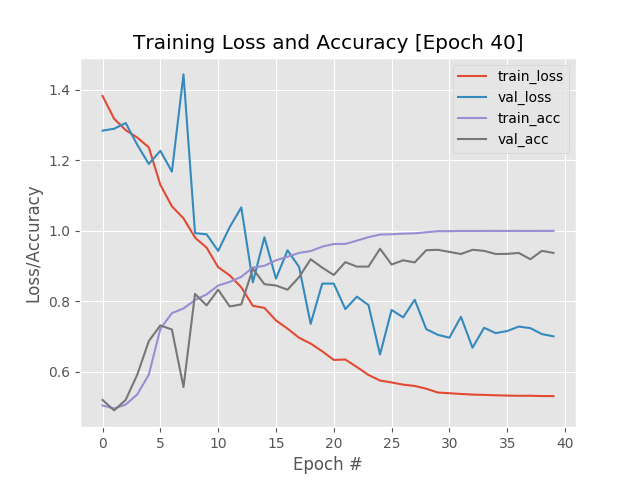 Training Loss and Accuracy [Epoch 40]
train_loss
val_loss
train_acc
val_acc
Loss/Accuracy
1.4
1.2
1.0
0.8
0.6
0 5 10 15 20 25 30 35 40
Epoch #